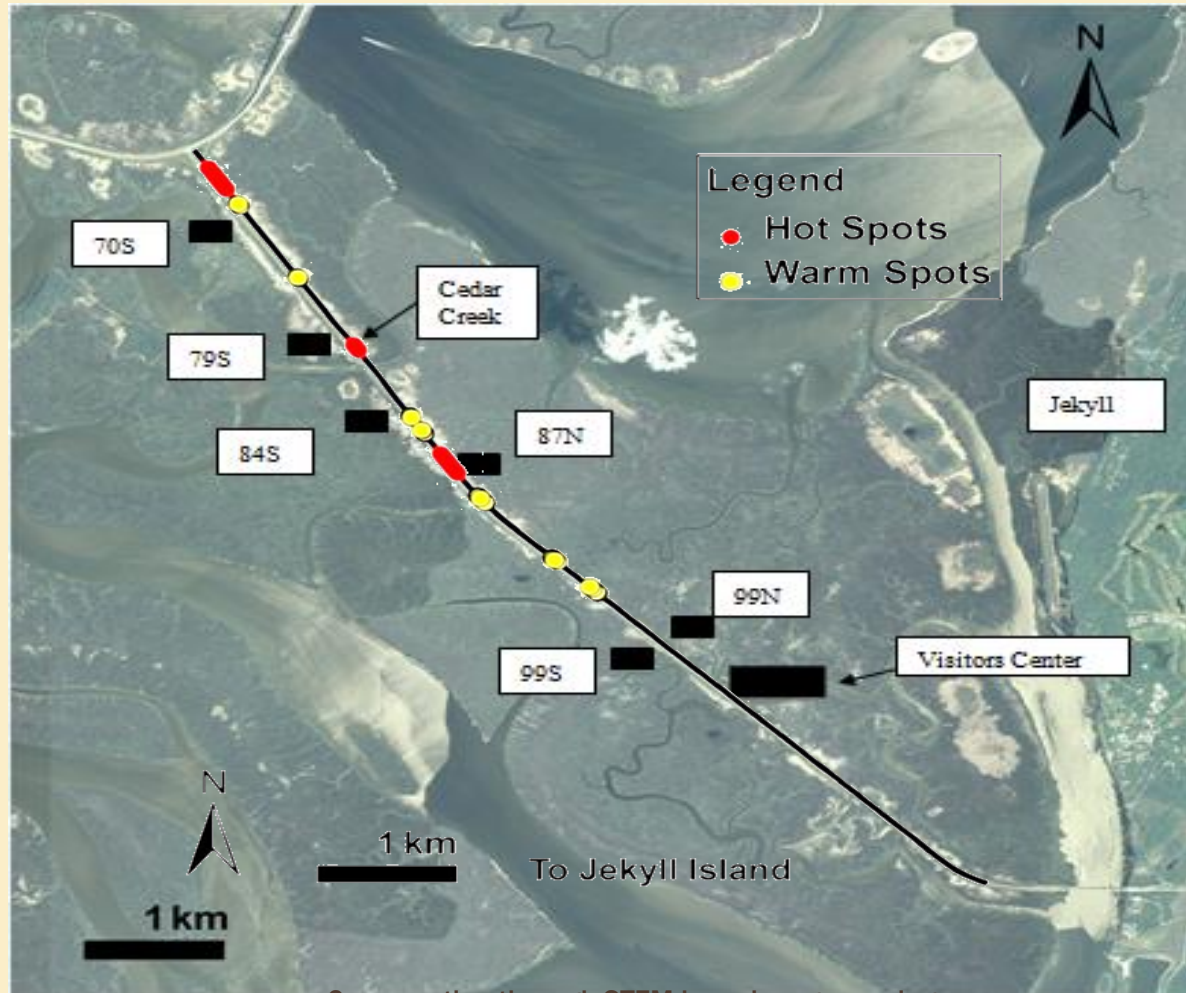 N
Legend
Hot Spots
Warm Spots
70S
Cedar
Creek
79S
Jekyll
87N
84S
99N
99S
Visitors Center
N
1 km
To Jekyll Island
1 km